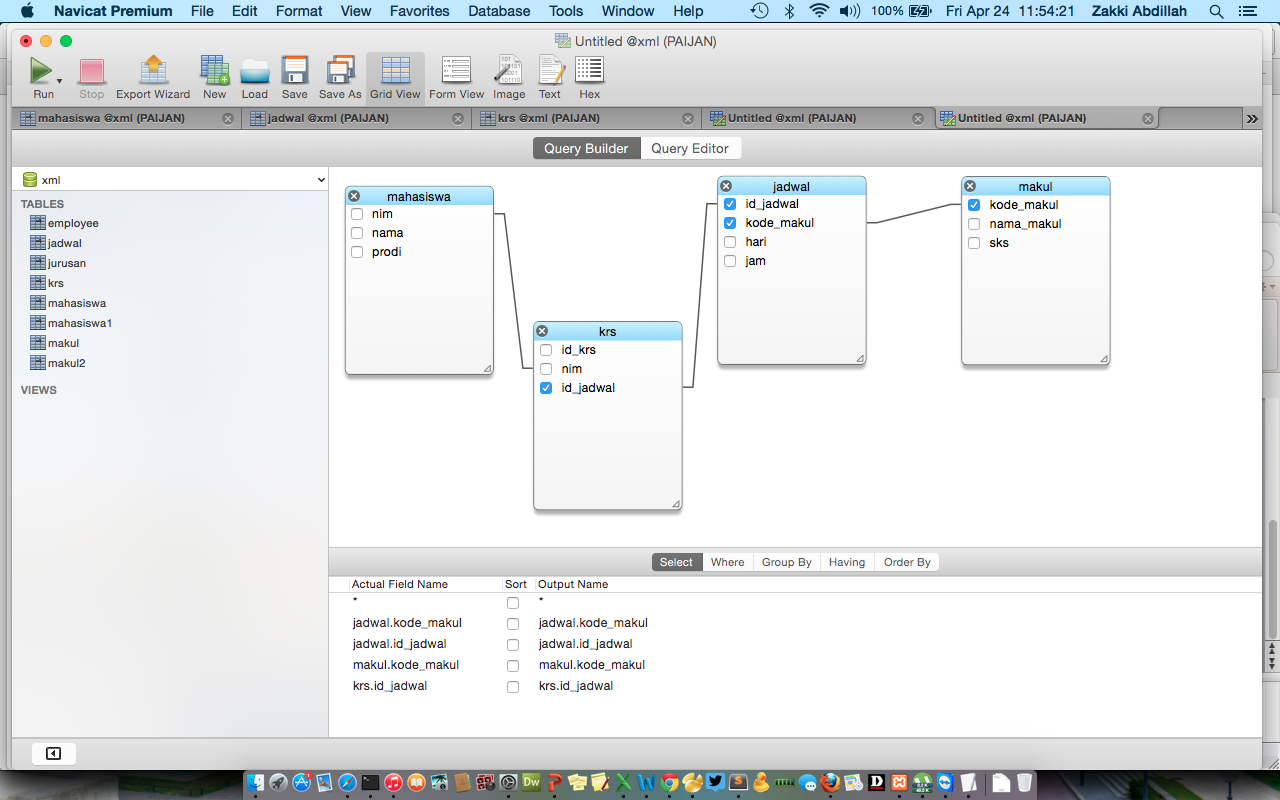 Navicat Premium File Edit Format View Favorites Database Tools Window Help 100% Fri Apr 24 11:54:21 Zakki Abdillah
Untitled @xml (PAIJAN)
Run Stop Export Wizard New Load Save Save As Grid View Form View Image Text Hex
mahasiswa @xml (PAIJAN) jadwal @xml (PAIJAN) krs @xml (PAIJAN) Untitled @xml (PAIJAN) Untitled @xml (PAIJAN)
Query Builder Query Editor
xml
TABLES
employee
jadwal
jurusan
krs
mahasiswa
mahasiswa1
makul
makul2
VIEWS
mahasiswa
nim
nama
prodi
krs
id_krs
nim
id_jadwal
jadwal
id_jadwal
kode_makul
hari
jam
makul
kode_makul
nama_makul
sks
Select Where Group By Having Order By
Actual Field Name Sort Output Name
* *
jadwal.kode_makul jadwal.kode_makul
jadwal.id_jadwal jadwal.id_jadwal
makul.kode_makul makul.kode_makul
krs.id_jadwal krs.id_jadwal